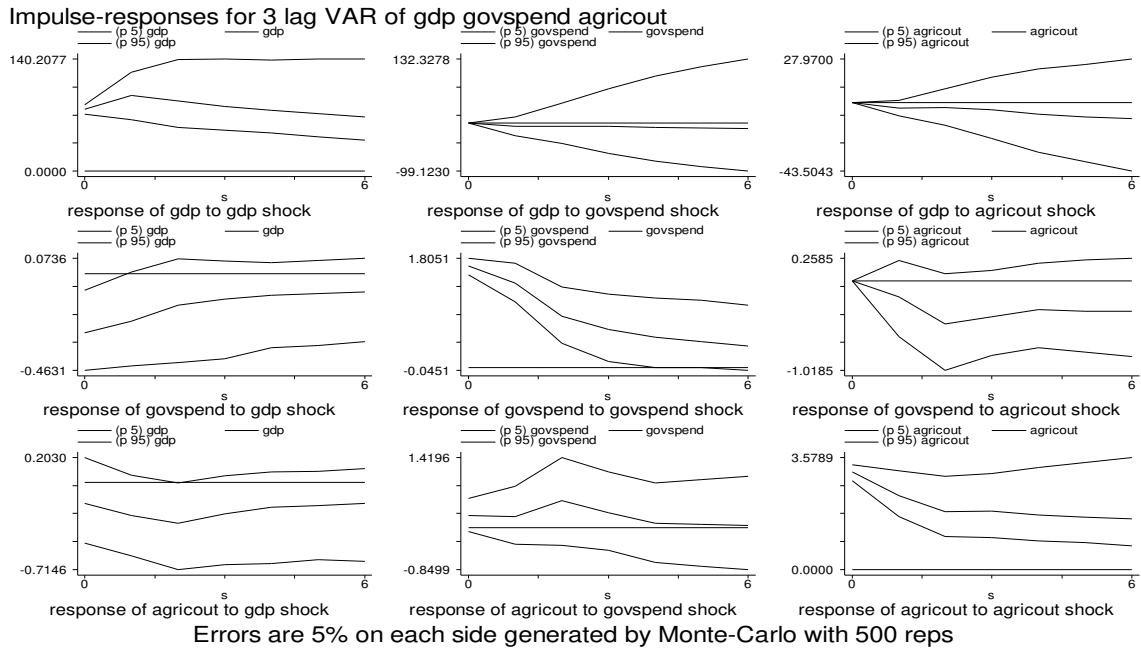 Impulse-responses for 3 lag VAR of gdp govspend agricout
(p 5) gdp gdp
(p 95) gdp
140.2077
0.0000
0 6
s
response of gdp to gdp shock
(p 5) govspend govspend
(p 95) govspend
132.3278
-99.1230
0 6
s
response of gdp to govspend shock
(p 5) agricout agricout
(p 95) agricout
27.9700
-43.5043
0 6
s
response of gdp to agricout shock
(p 5) gdp gdp
(p 95) gdp
0.0736
-0.4631
0 6
s
response of govspend to gdp shock
(p 5) govspend govspend
(p 95) govspend
1.8051
-0.0451
0 6
s
response of govspend to govspend shock
(p 5) agricout agricout
(p 95) agricout
0.2585
-1.0185
0 6
s
response of govspend to agricout shock
(p 5) gdp gdp
(p 95) gdp
0.2030
-0.7146
0 6
s
response of agricout to gdp shock
(p 5) govspend govspend
(p 95) govspend
1.4196
-0.8499
0 6
s
response of agricout to govspend shock
(p 5) agricout agricout
(p 95) agricout
3.5789
0.0000
0 6
s
response of agricout to agricout shock
Errors are 5% on each side generated by Monte-Carlo with 500 reps